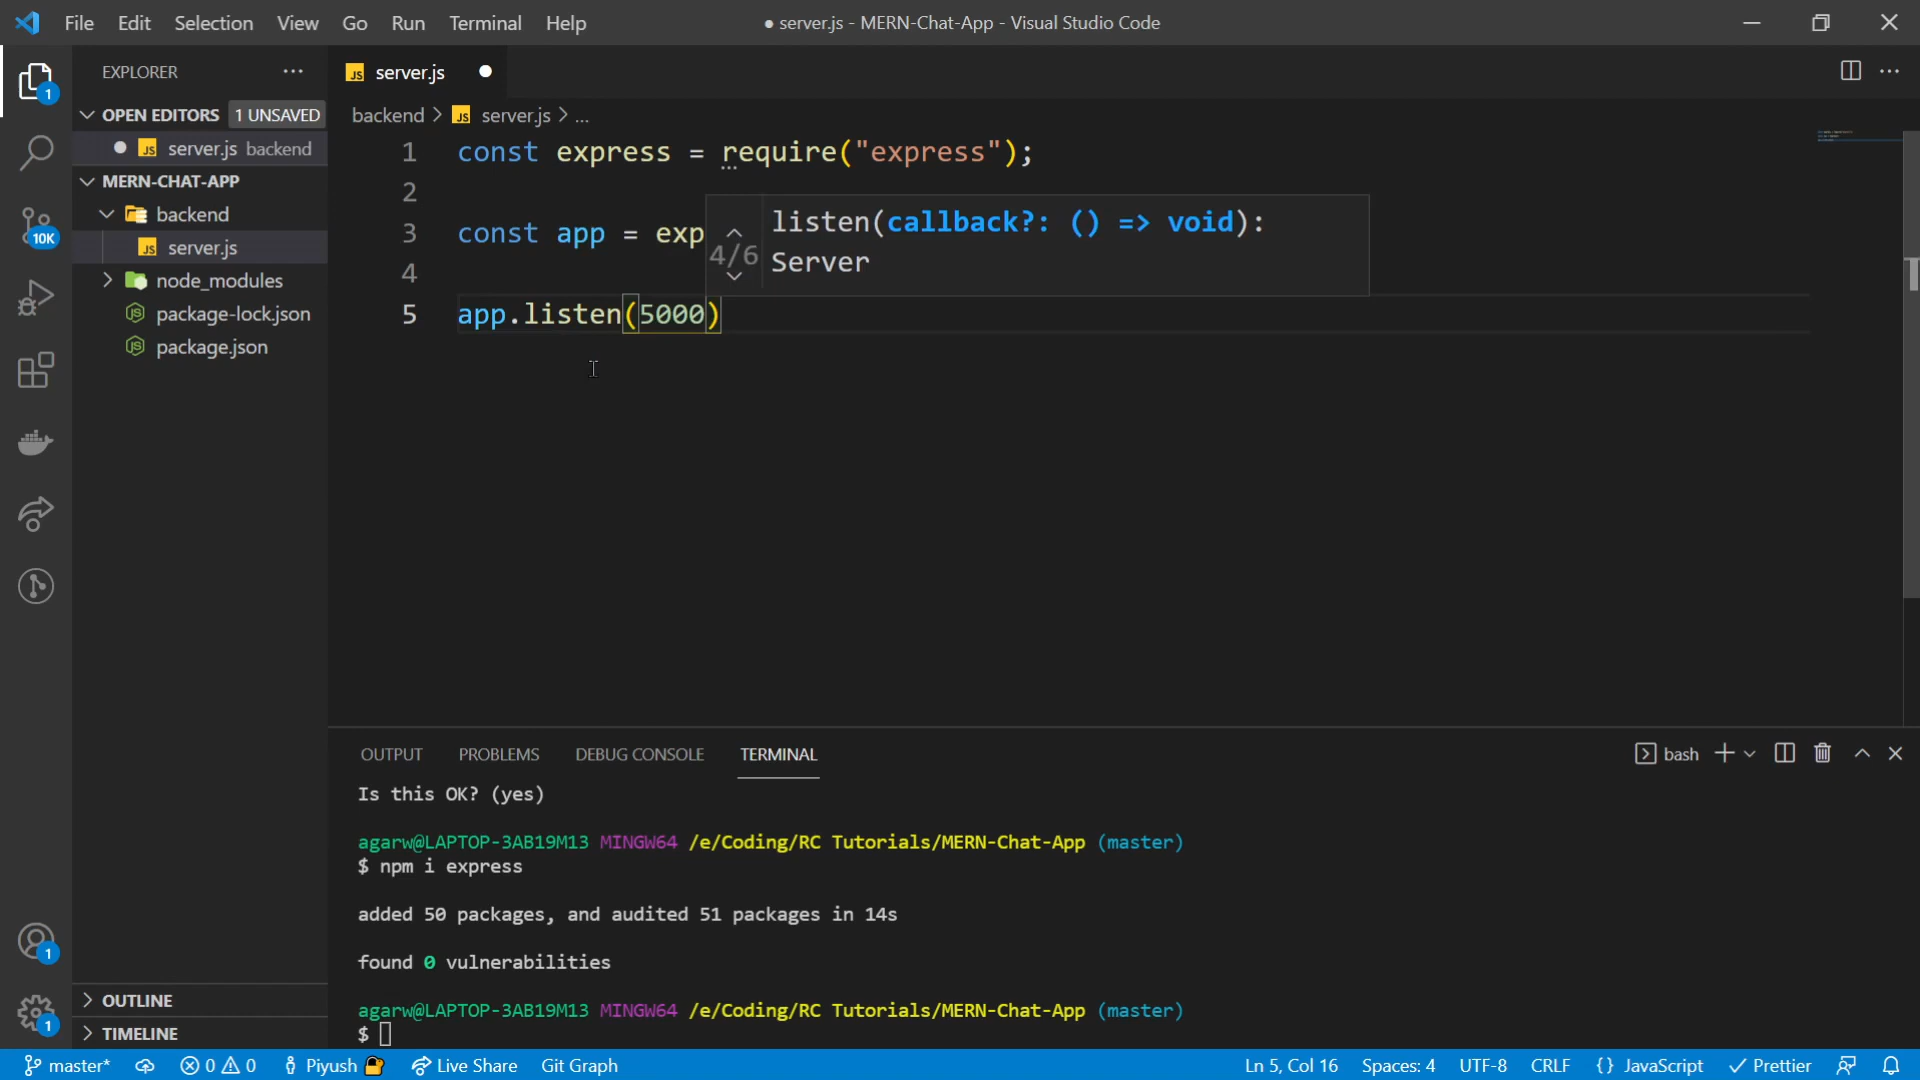 File Edit Selection View Go Run Terminal Help
● server.js - MERN-Chat-App - Visual Studio Code
EXPLORER
server.js
OPEN EDITORS 1 UNSAVED
backend > server.js > ...
server.js backend
1 const express = require("express");
MERN-CHAT-APP
2
backend
3 const app = exp
listen(callback?: () => void):
4/6 Server
server.js
4
node_modules
5 app.listen(5000)
package-lock.json
package.json
10K
1
OUTPUT PROBLEMS DEBUG CONSOLE TERMINAL
bash
Is this OK? (yes)
agarw@LAPTOP-3AB19M13 MINGW64 /e/Coding/RC Tutorials/MERN-Chat-App (master)
$ npm i express
added 50 packages, and audited 51 packages in 14s
found 0 vulnerabilities
agarw@LAPTOP-3AB19M13 MINGW64 /e/Coding/RC Tutorials/MERN-Chat-App (master)
$
1
1
OUTLINE
TIMELINE
master* 0 0 Piyush Live Share Git Graph
Ln 5, Col 16 Spaces: 4 UTF-8 CRLF {} JavaScript Prettier